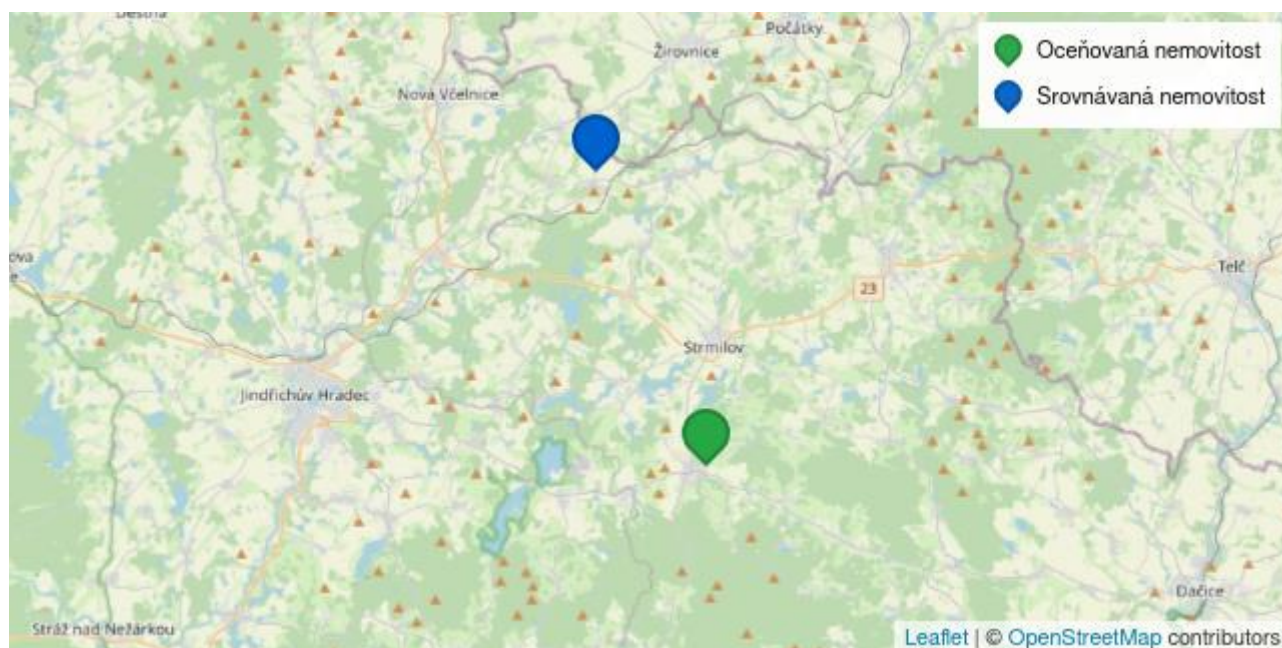 Deštná
Počátky
Žirovnice
Oceňovaná nemovitost
Srovnávaná nemovitost
Nová Včelnice
Telč
23
Strmilov
Jindřichův Hradec
Dačice
Stráž nad Nežárkou
Leaflet | © OpenStreetMap contributors